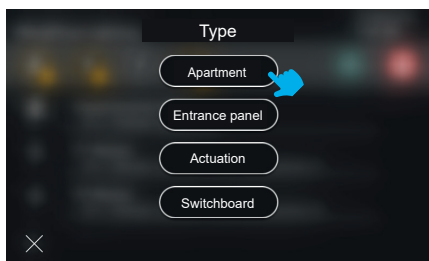 Type
Apartment
Entrance panel
Actuation
Switchboard